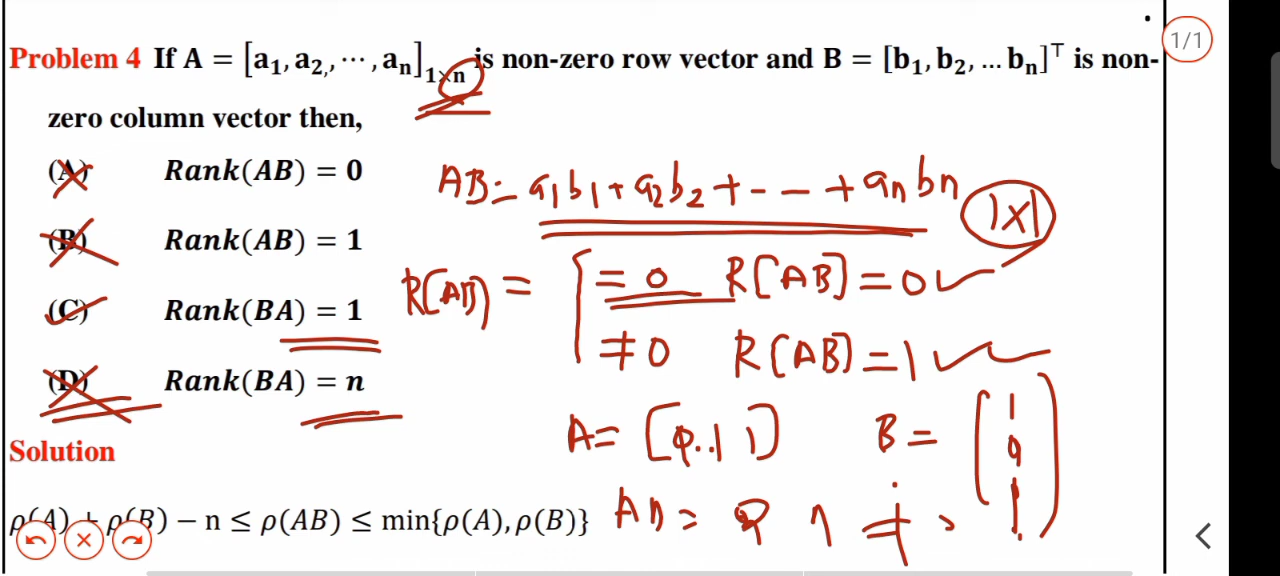 1/1
Problem 4 If A = [a₁, a₂,, ⋯ , aₙ]₁ₓₙ is non-zero row vector and B = [b₁, b₂, … bₙ]ᵀ is non-
zero column vector then,
(A) Rank(AB) = 0
AB = a₁b₁ + a₂b₂ + - - - + aₙbₙ
1×1
(B) Rank(AB) = 1
R[AB] =
= 0 R[AB] = 0
(C) Rank(BA) = 1
≠ 0 R[AB] = 1
(D) Rank(BA) = n
A = B =
Solution
ρ(A) + ρ(B) − n ≤ ρ(AB) ≤ min{ρ(A), ρ(B)}